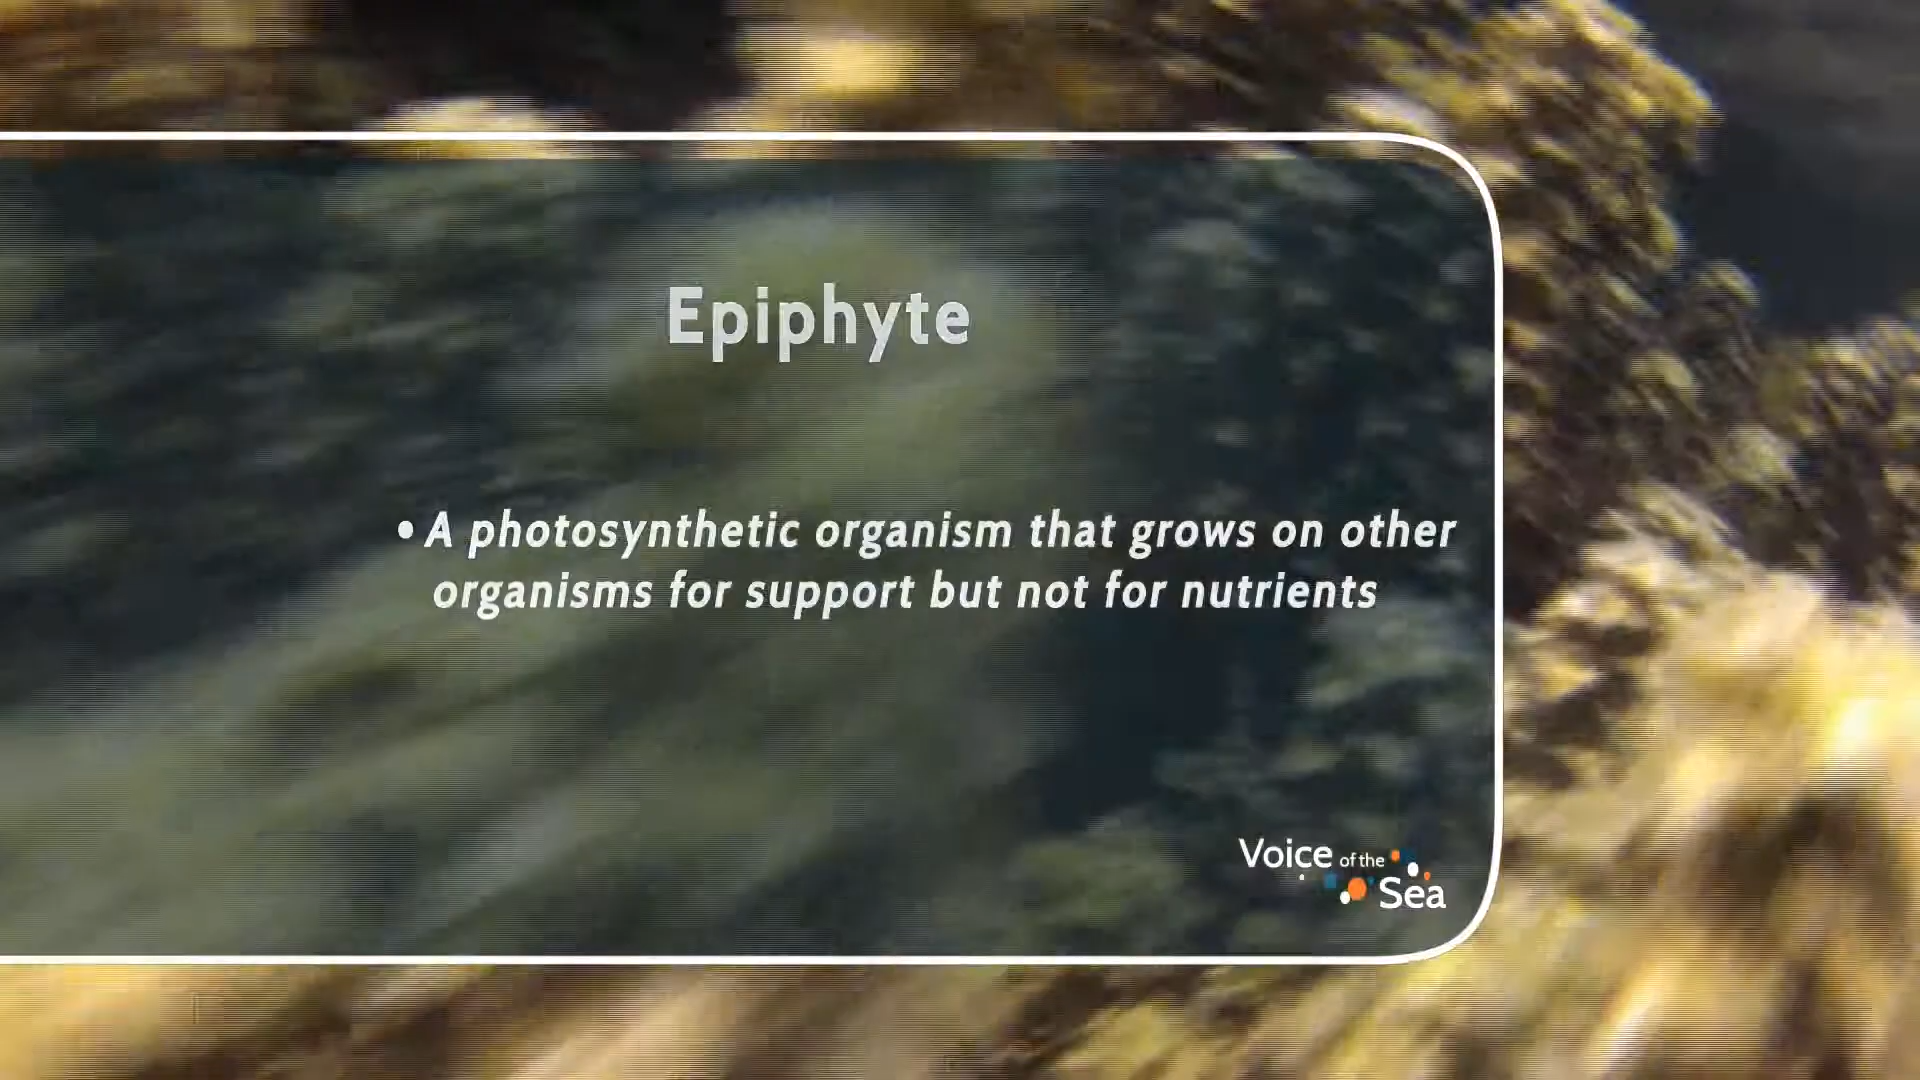 Epiphyte
• A photosynthetic organism that grows on other
organisms for support but not for nutrients
Voice of the
Sea